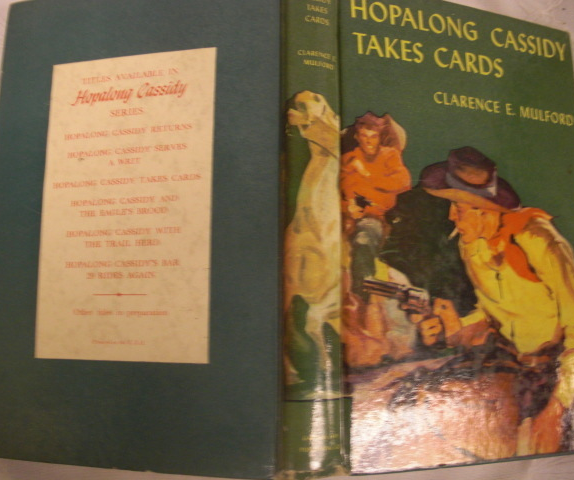 TITLES AVAILABLE IN
Hopalong Cassidy
SERIES
HOPALONG CASSIDY RETURNS
HOPALONG CASSIDY SERVES
A WRIT
HOPALONG CASSIDY TAKES CARDS
HOPALONG CASSIDY AND
THE EAGLE'S BROOD
HOPALONG CASSIDY WITH
THE TRAIL HERD
HOPALONG CASSIDY'S BAR
20 RIDES AGAIN
Other titles in preparation
TAKES
CARDS
CLARENCE E.
MULFORD
HOPALONG CASSIDY
TAKES CARDS
CLARENCE E. MULFORD